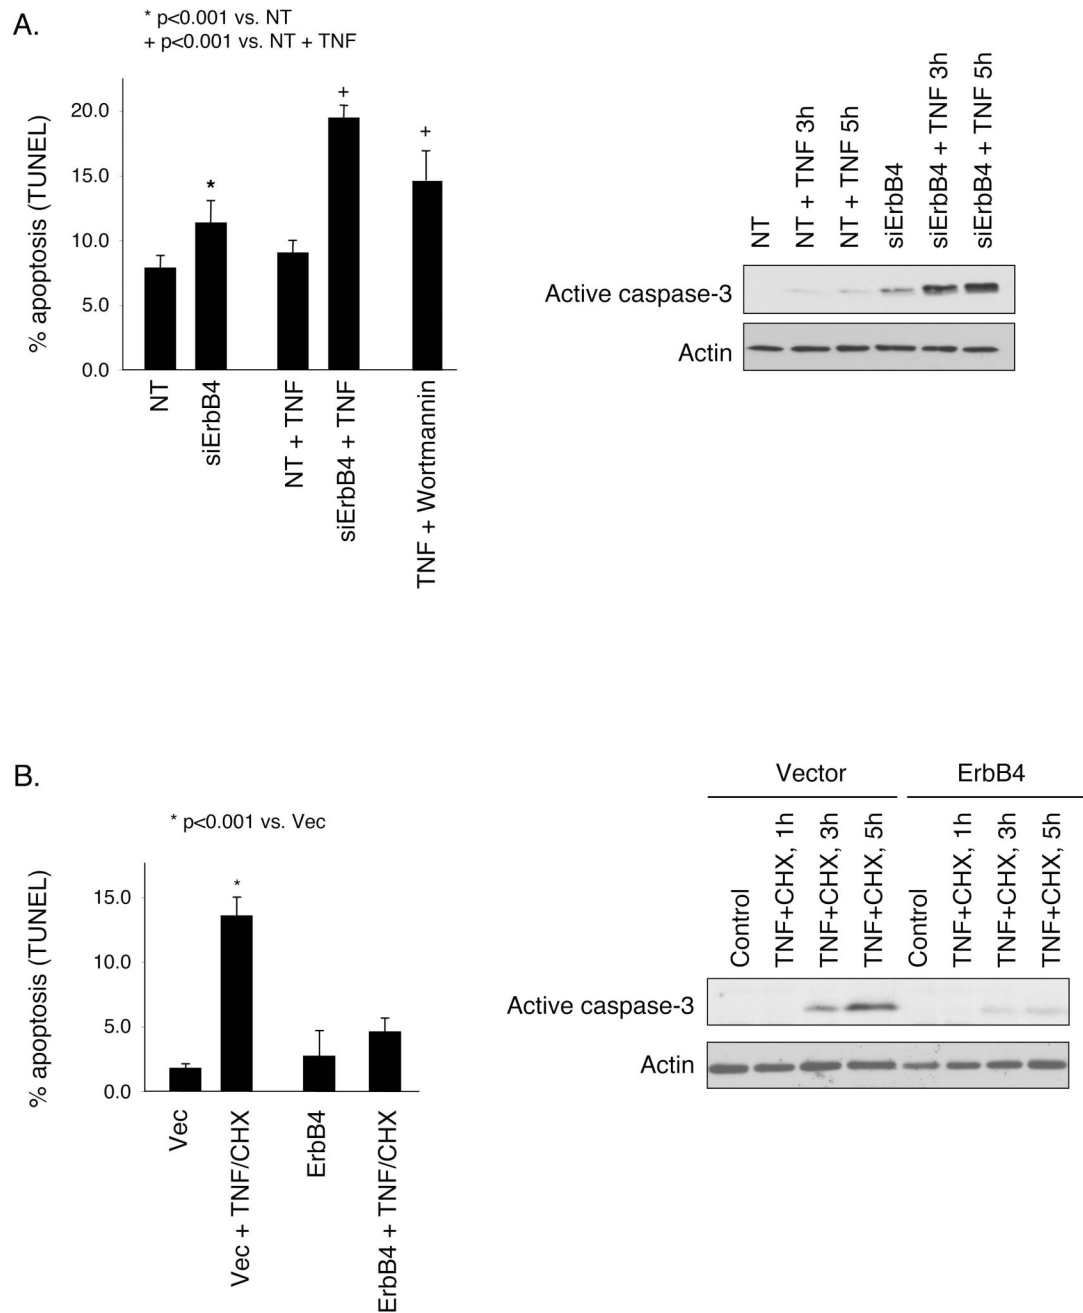 A.
* p<0.001 vs. NT
+ p<0.001 vs. NT + TNF
% apoptosis (TUNEL)
20.0
15.0
10.0
5.0
0.0
+
+
*
NT
siErbB4
NT + TNF
siErbB4 + TNF
TNF + Wortmannin
NT
NT + TNF 3h
NT + TNF 5h
siErbB4
siErbB4 + TNF 3h
siErbB4 + TNF 5h
Active caspase-3
Actin
B.
* p<0.001 vs. Vec
% apoptosis (TUNEL)
15.0
10.0
5.0
0.0
*
Vec
Vec + TNF/CHX
ErbB4
ErbB4 + TNF/CHX
Vector
ErbB4
Control
TNF+CHX, 1h
TNF+CHX, 3h
TNF+CHX, 5h
Control
TNF+CHX, 1h
TNF+CHX, 3h
TNF+CHX, 5h
Active caspase-3
Actin